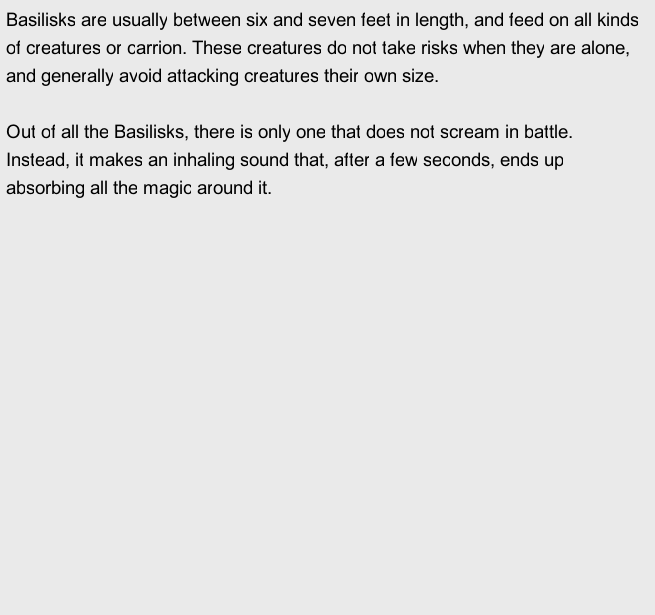 Basilisks are usually between six and seven feet in length, and feed on all kinds
of creatures or carrion. These creatures do not take risks when they are alone,
and generally avoid attacking creatures their own size.
Out of all the Basilisks, there is only one that does not scream in battle.
Instead, it makes an inhaling sound that, after a few seconds, ends up
absorbing all the magic around it.